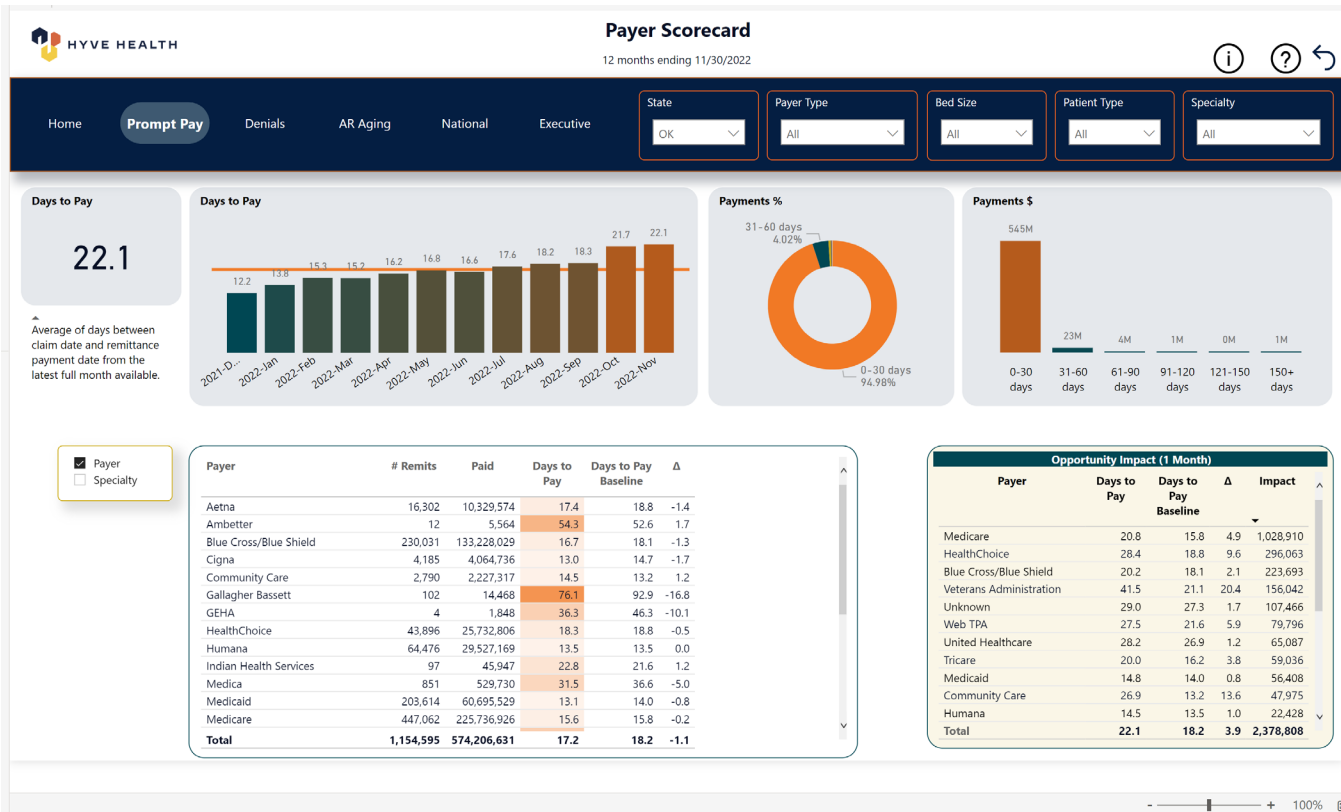 HYVE HEALTH
Payer Scorecard
12 months ending 11/30/2022
Home Prompt Pay Denials AR Aging National Executive
State Payer Type Bed Size Patient Type Specialty
OK All All All All
Days to Pay
22.1
Average of days between
claim date and remittance
payment date from the
latest full month available.
Days to Pay
12.2 13.8 15.3 15.2 16.2 16.8 16.6 17.6 18.2 18.3 21.7 22.1
2021-D... 2022-Jan 2022-Feb 2022-Mar 2022-Apr 2022-May 2022-Jun 2022-Jul 2022-Aug 2022-Sep 2022-Oct 2022-Nov
Payments %
31-60 days
4.02%
0-30 days
94.98%
Payments $
545M 23M 4M 1M 0M 1M
0-30 31-60 61-90 91-120 121-150 150+
days days days days days days
Payer
Specialty
Payer # Remits Paid Days to Days to Pay Δ
Pay Baseline
Aetna 16,302 10,329,574 17.4 18.8 -1.4
Ambetter 12 5,564 54.3 52.6 1.7
Blue Cross/Blue Shield 230,031 133,228,029 16.7 18.1 -1.3
Cigna 4,185 4,064,736 13.0 14.7 -1.7
Community Care 2,790 2,227,317 14.5 13.2 1.2
Gallagher Bassett 102 14,468 76.1 92.9 -16.8
GEHA 4 1,848 36.3 46.3 -10.1
HealthChoice 43,896 25,732,806 18.3 18.8 -0.5
Humana 64,476 29,527,169 13.5 13.5 0.0
Indian Health Services 97 45,947 22.8 21.6 1.2
Medica 851 529,730 31.5 36.6 -5.0
Medicaid 203,614 60,695,529 13.1 14.0 -0.8
Medicare 447,062 225,736,926 15.6 15.8 -0.2
Total 1,154,595 574,206,631 17.2 18.2 -1.1
Opportunity Impact (1 Month)
Payer Days to Days to Δ Impact
Pay Pay
Baseline
Medicare 20.8 15.8 4.9 1,028,910
HealthChoice 28.4 18.8 9.6 296,063
Blue Cross/Blue Shield 20.2 18.1 2.1 223,693
Veterans Administration 41.5 21.1 20.4 156,042
Unknown 29.0 27.3 1.7 107,466
Web TPA 27.5 21.6 5.9 79,796
United Healthcare 28.2 26.9 1.2 65,087
Tricare 20.0 16.2 3.8 59,036
Medicaid 14.8 14.0 0.8 56,408
Community Care 26.9 13.2 13.6 47,975
Humana 14.5 13.5 1.0 22,428
Total 22.1 18.2 3.9 2,378,808
- + 100%